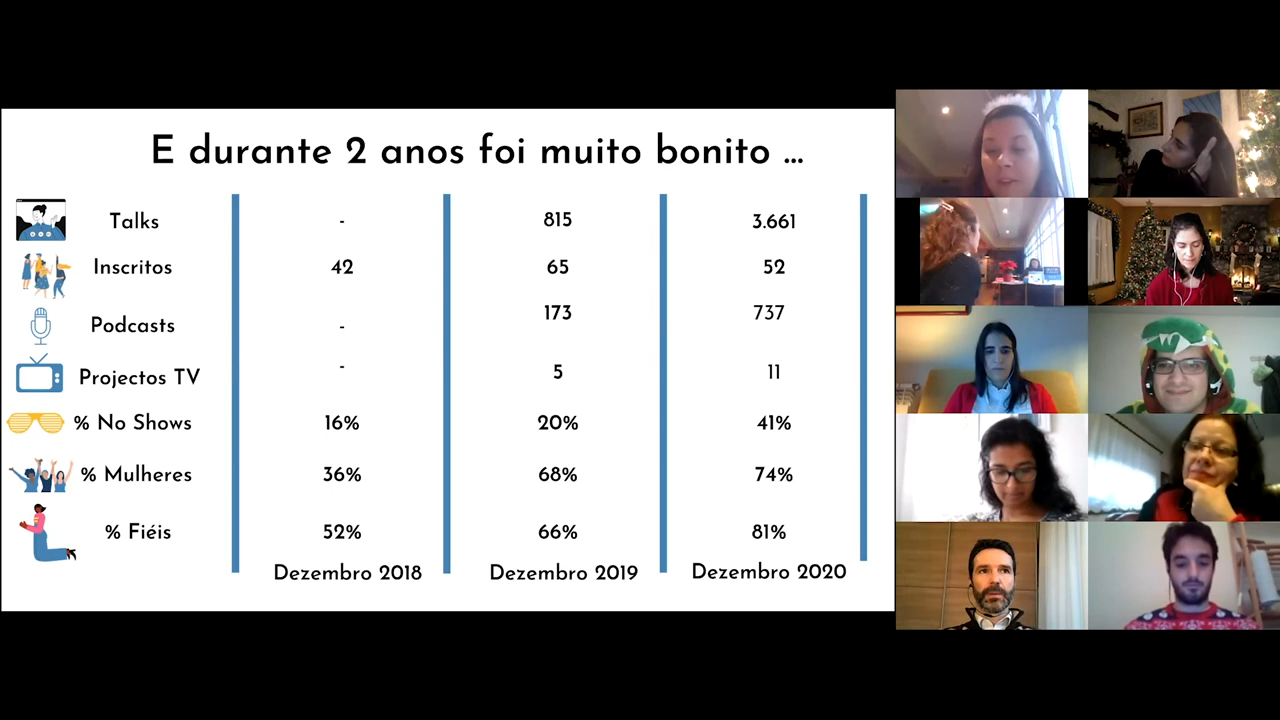 E durante 2 anos foi muito bonito ...
Talks - 815 3.661
Inscritos 42 65 52
Podcasts - 173 737
Projectos TV - 5 11
% No Shows 16% 20% 41%
% Mulheres 36% 68% 74%
% Fiéis 52% 66% 81%
Dezembro 2018 Dezembro 2019 Dezembro 2020